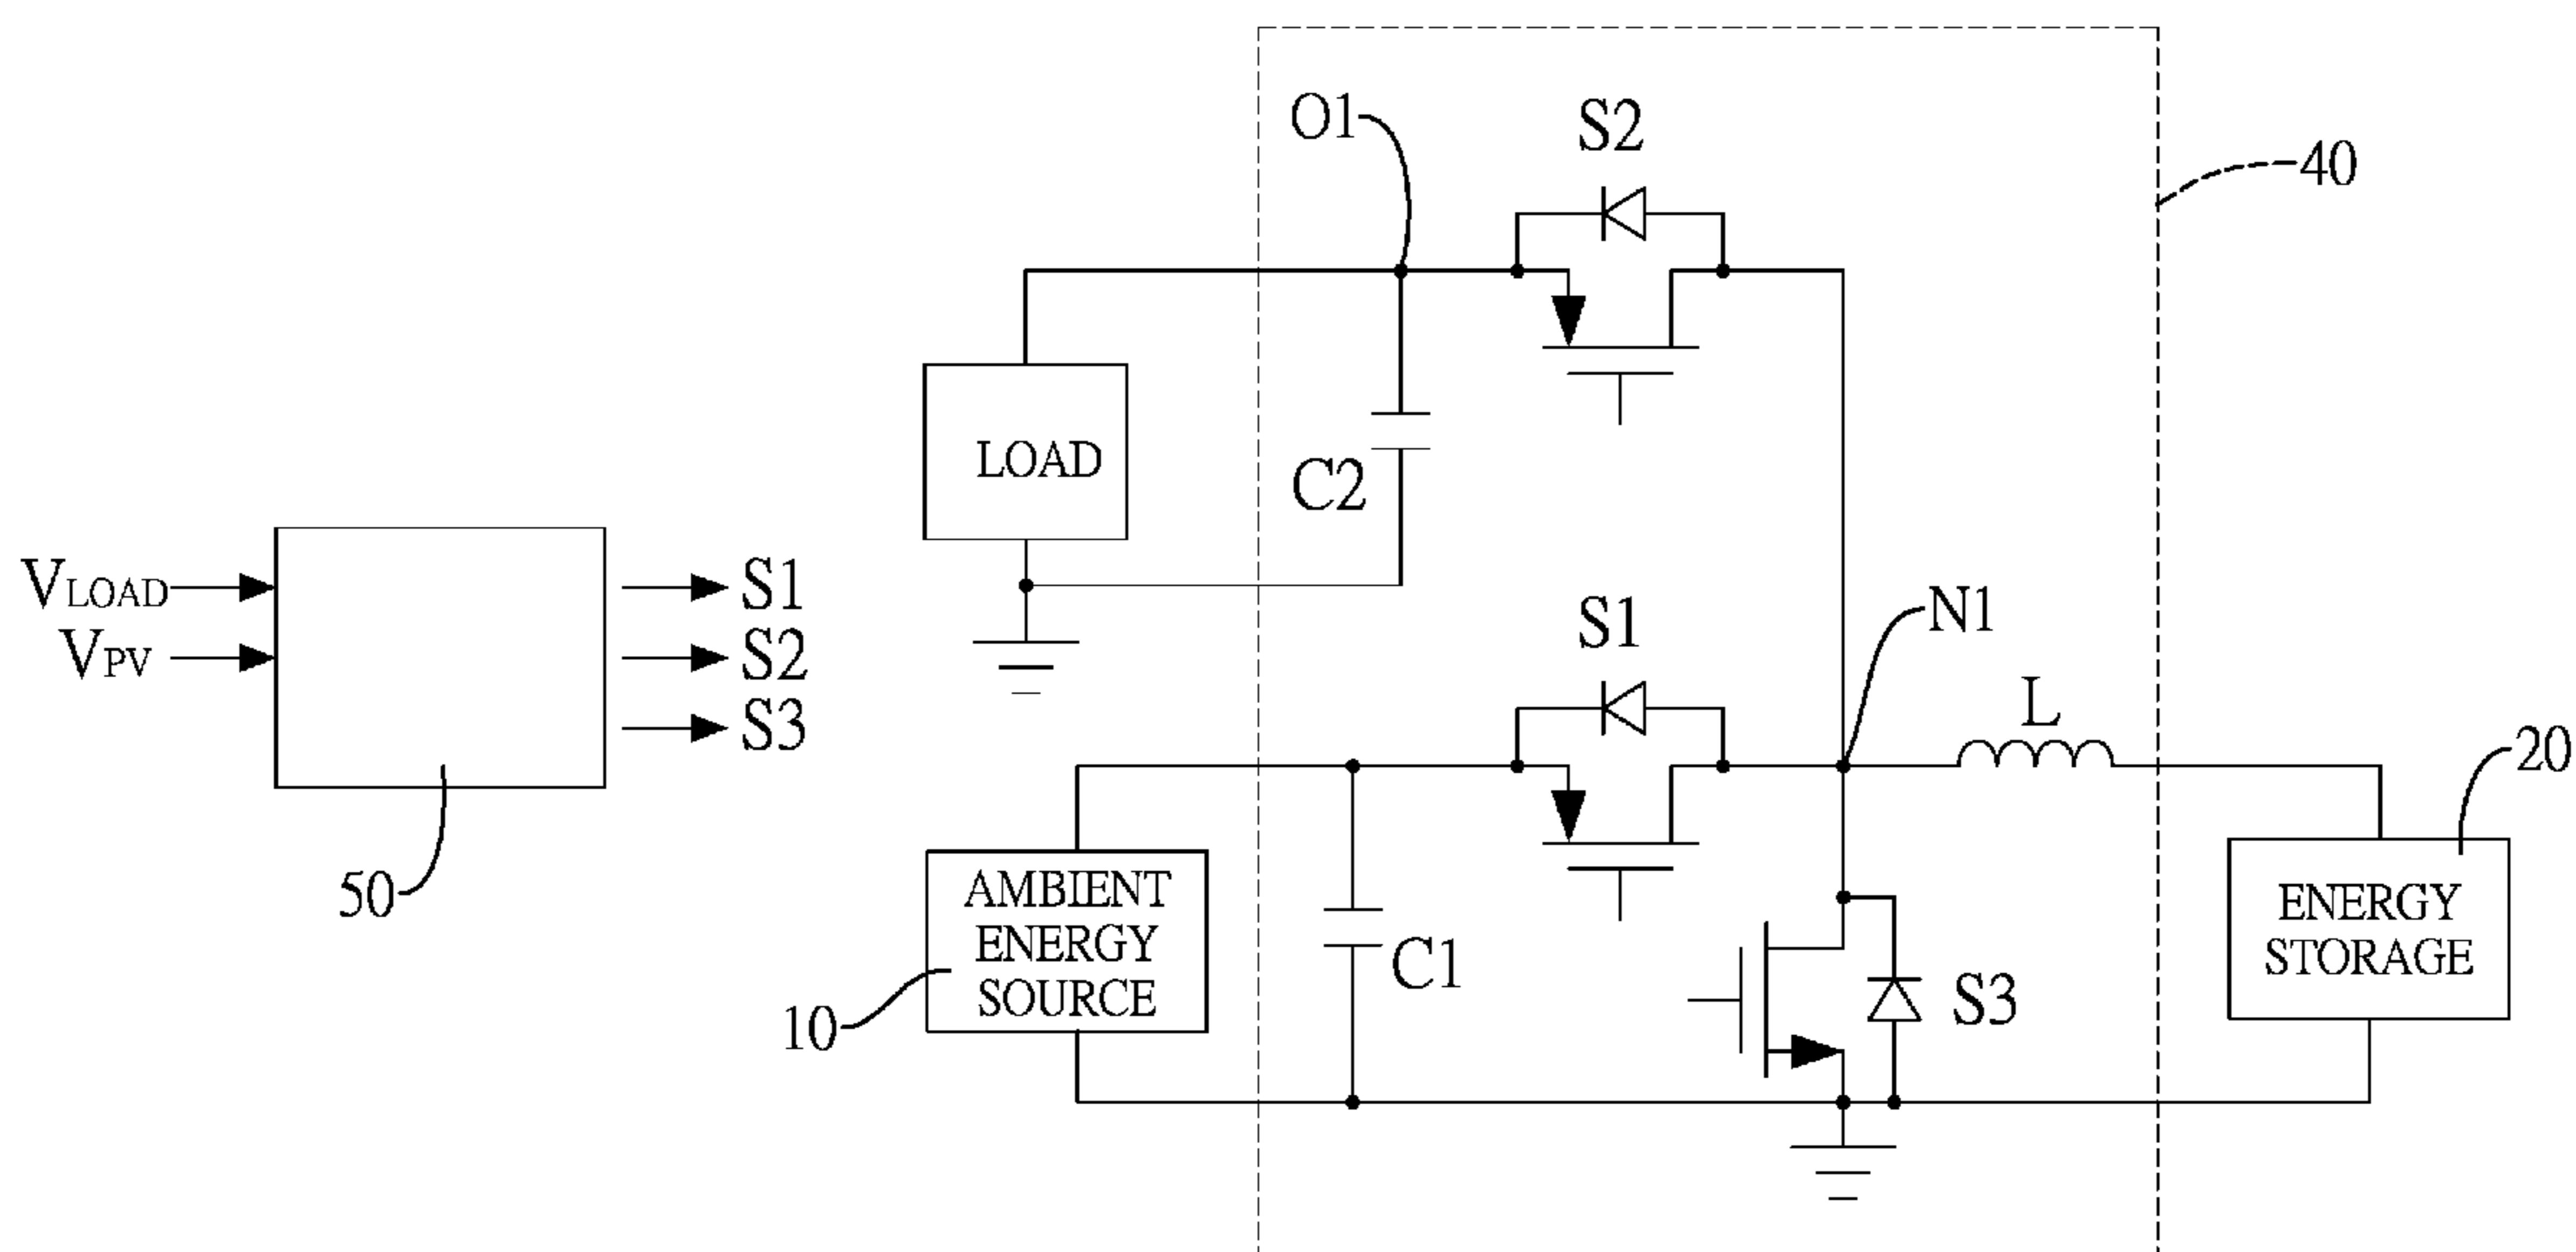 O1
S2
40
LOAD
C2
VLOAD
VPV
S1
S2
S3
50
S1
N1
L
20
AMBIENT
ENERGY
SOURCE
10
C1
S3
ENERGY
STORAGE